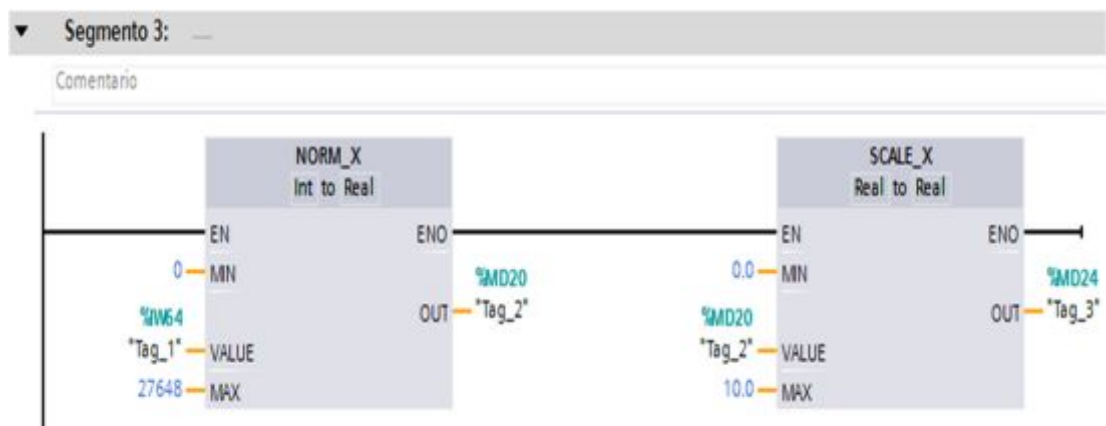 Segmento 3:
Comentario
NORM_X
Int to Real
EN
ENO
0
MIN
%MD20
OUT
"Tag_2"
%IW64
"Tag_1"
VALUE
27648
MAX
SCALE_X
Real to Real
EN
ENO
0.0
MIN
%MD24
OUT
"Tag_3"
%MD20
"Tag_2"
VALUE
10.0
MAX